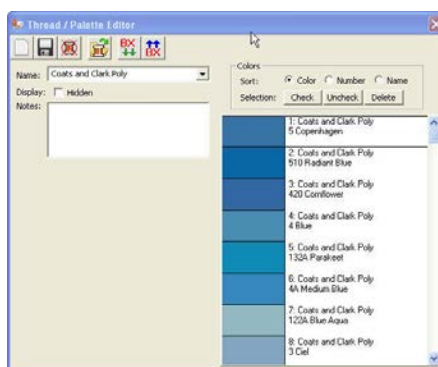 Thread / Palette Editor
BX
BX
Name: Coats and Clark Poly
Display: Hidden
Notes:
Colors
Sort: Color Number Name
Selection: Check Uncheck Delete
1: Coats and Clark Poly
5 Copenhagen
2: Coats and Clark Poly
510 Radiant Blue
3: Coats and Clark Poly
420 Cornflower
4: Coats and Clark Poly
4 Blue
5: Coats and Clark Poly
132A Parakeet
6: Coats and Clark Poly
4A Medium Blue
7: Coats and Clark Poly
122A Blue Aqua
8: Coats and Clark Poly
3 Ciel